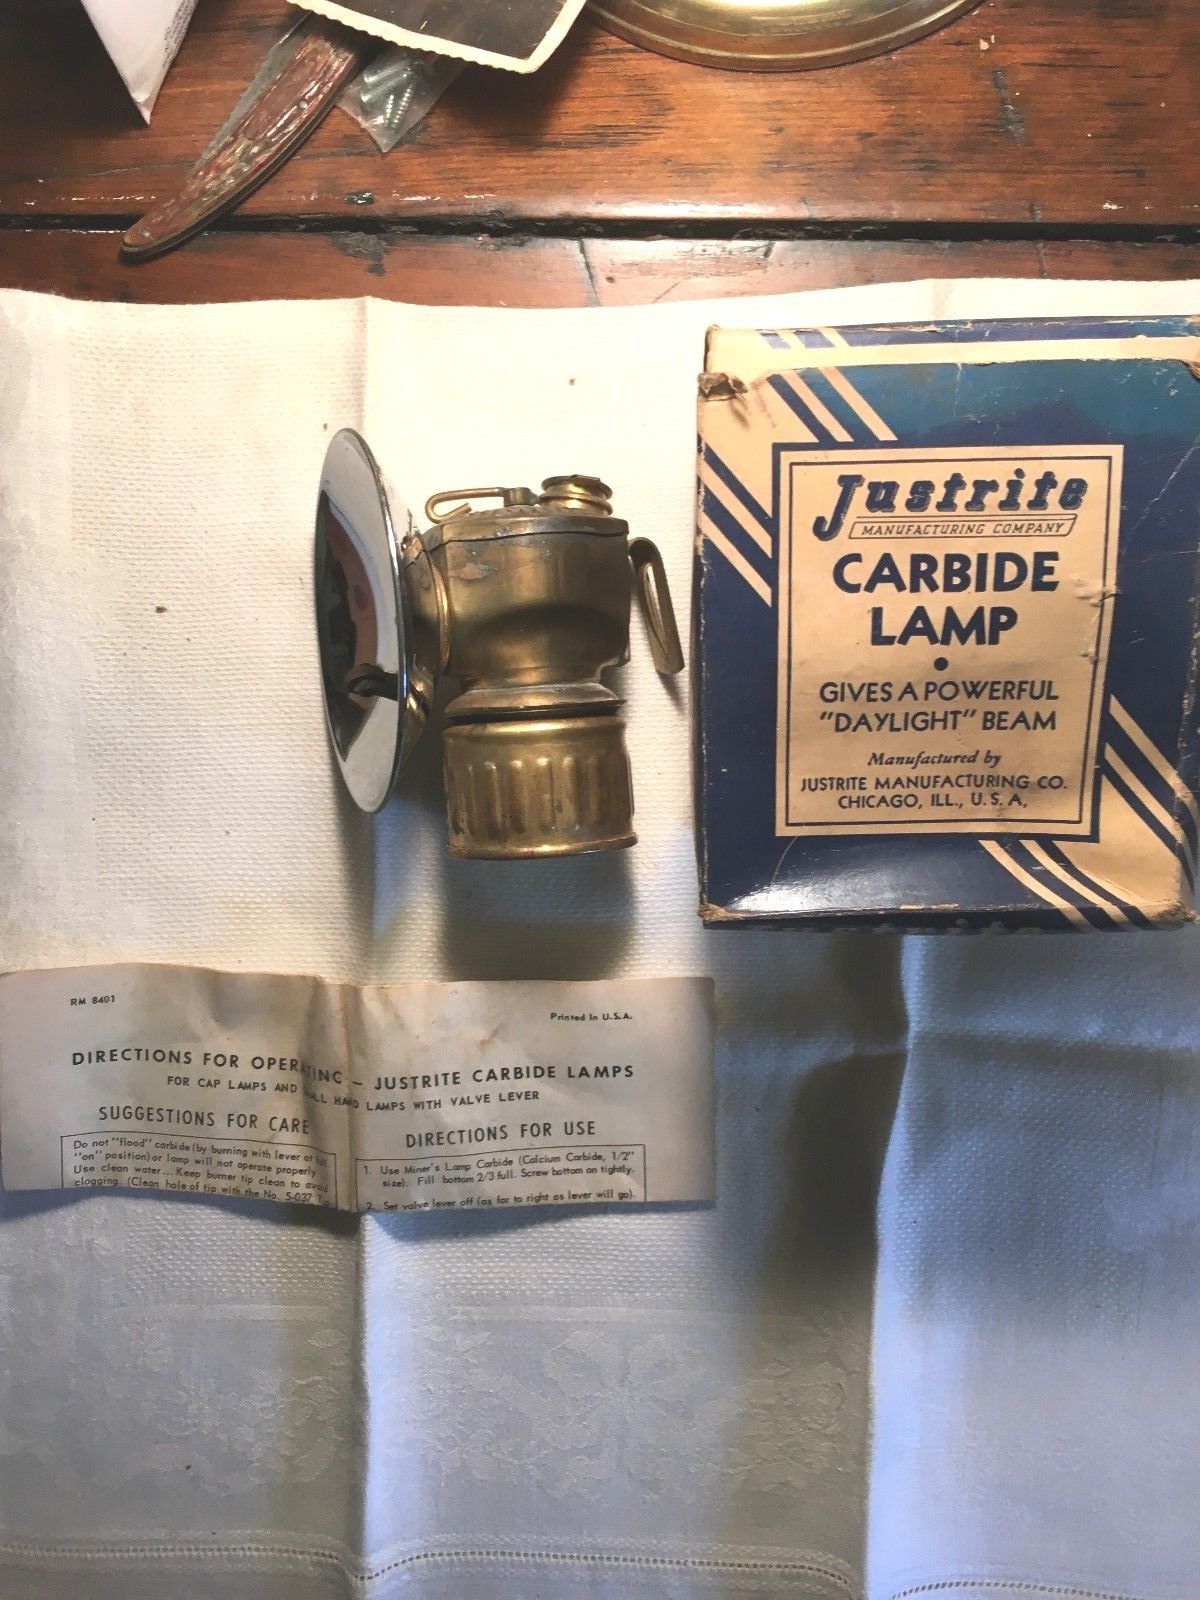 Justrite
MANUFACTURING COMPANY
CARBIDE
LAMP
GIVES A POWERFUL
"DAYLIGHT" BEAM
Manufactured by
JUSTRITE MANUFACTURING CO.
CHICAGO, ILL., U. S. A.
RM 8401
Printed In U.S.A.
DIRECTIONS FOR OPERATING - JUSTRITE CARBIDE LAMPS
FOR CAP LAMPS AND SMALL HAND LAMPS WITH VALVE LEVER
SUGGESTIONS FOR CARE
Do not "flood" carbide (by burning with lever at full
"on" position) or lamp will not operate properly
Use clean water... Keep burner tip clean to avoid
clogging. (Clean hole of tip with the No. 5-037 Tip
DIRECTIONS FOR USE
1. Use Miner's Lamp Carbide (Calcium Carbide, 1/2"
size). Fill bottom 2/3 full. Screw bottom on tightly.
2. Set valve lever off (as far to right as lever will go).